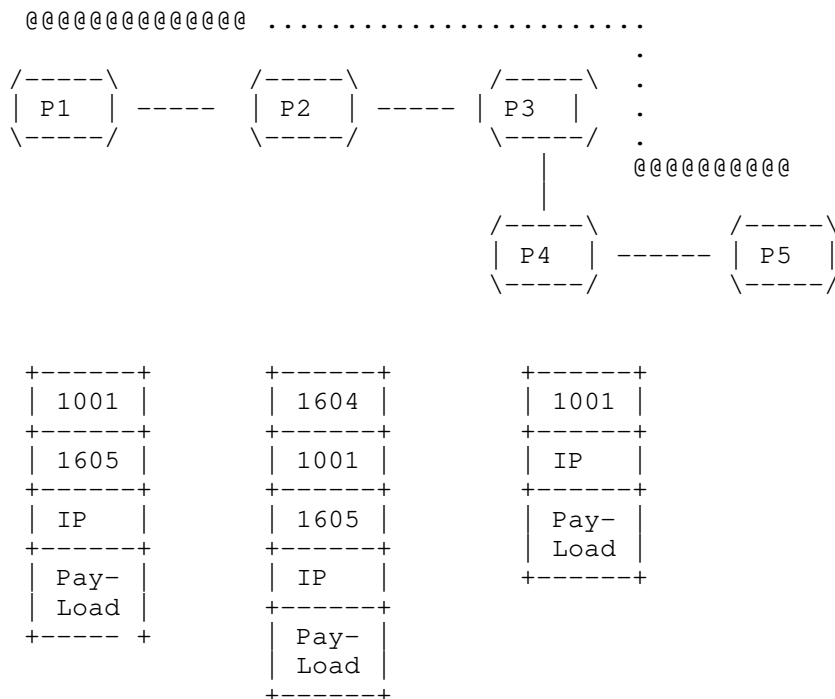 @@@@@@@@@@@@@@ ........................
.
/-----\ /-----\ /-----\ .
| P1 | ----- | P2 | ----- | P3 | .
\-----/ \-----/ \-----/ .
| @@@@@@@@@@
|
/-----\ /-----\
| P4 | ------ | P5 |
\-----/ \-----/
+------+ +------+ +------+
| 1001 | | 1604 | | 1001 |
+------+ +------+ +------+
| 1605 | | 1001 | | IP |
+------+ +------+ +------+
| IP | | 1605 | | Pay- |
+------+ +------+ | Load |
| Pay- | | IP | +------+
| Load | +------+
+----- + | Pay- |
| Load |
+------+